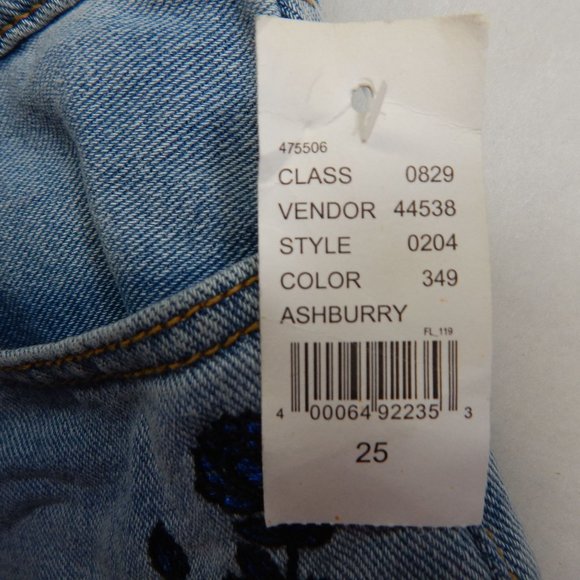 475506
CLASS 0829
VENDOR 44538
STYLE 0204
COLOR 349
ASHBURRY
FL_119
4 00064 92235 3
25